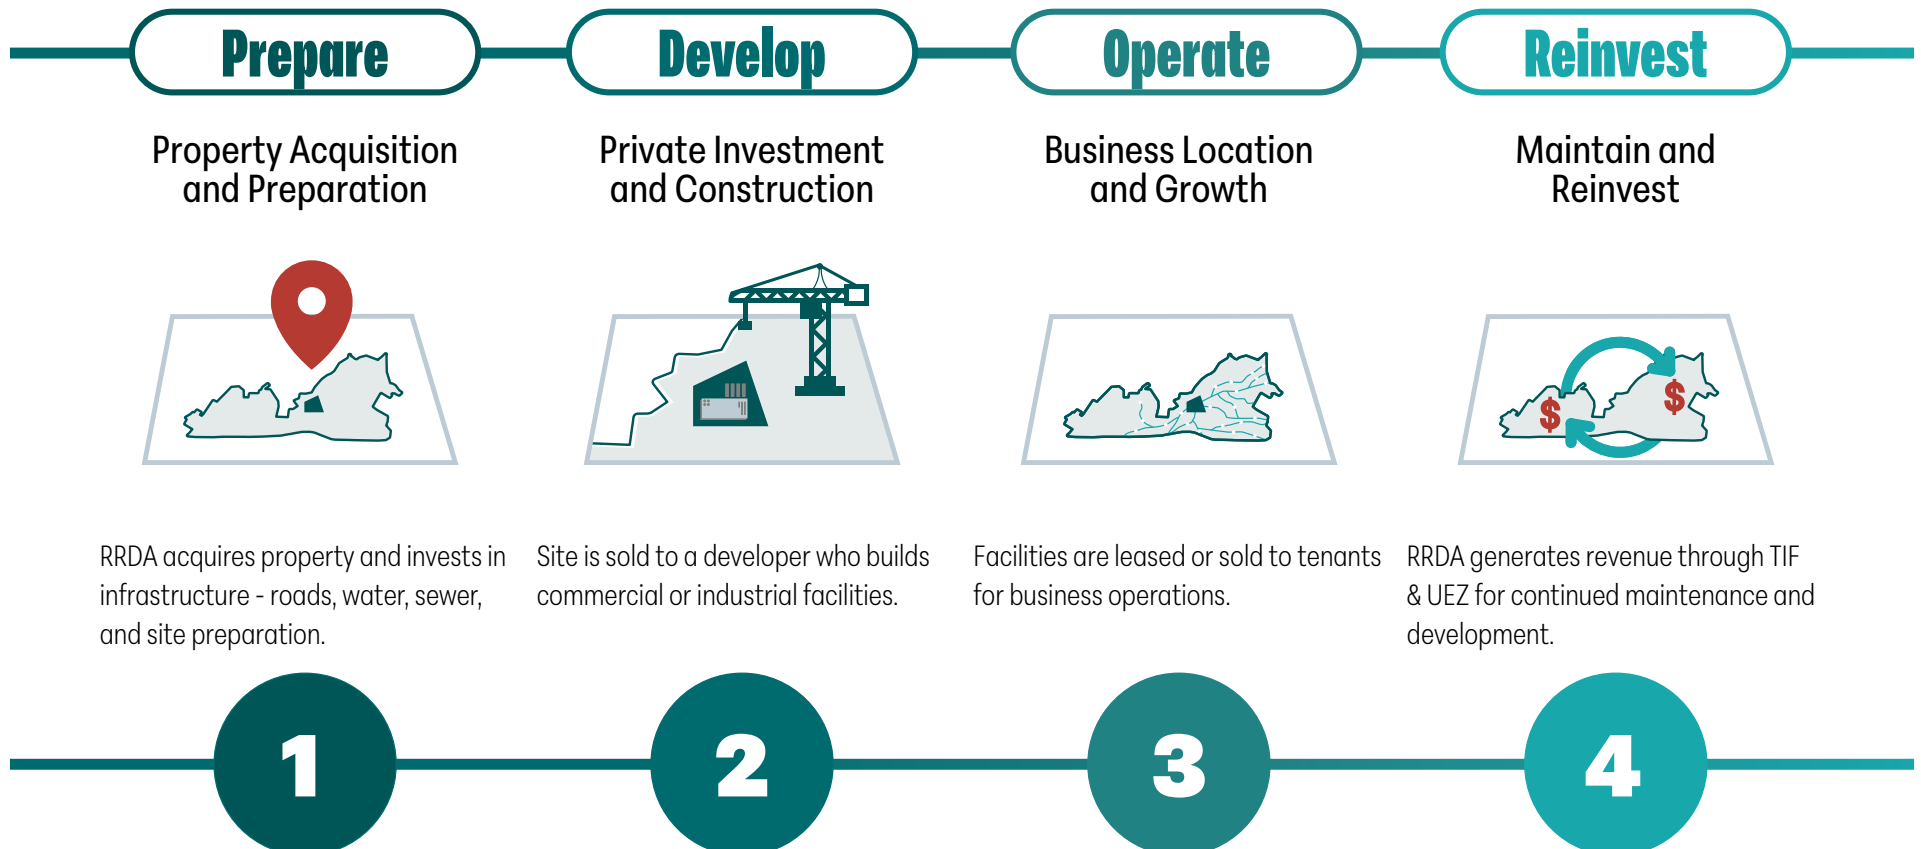 Prepare
Develop
Operate
Reinvest
Property Acquisition
and Preparation
Private Investment
and Construction
Business Location
and Growth
Maintain and
Reinvest
$
$
RRDA acquires property and invests in
infrastructure - roads, water, sewer,
and site preparation.
Site is sold to a developer who builds
commercial or industrial facilities.
Facilities are leased or sold to tenants
for business operations.
RRDA generates revenue through TIF
& UEZ for continued maintenance and
development.
1
2
3
4